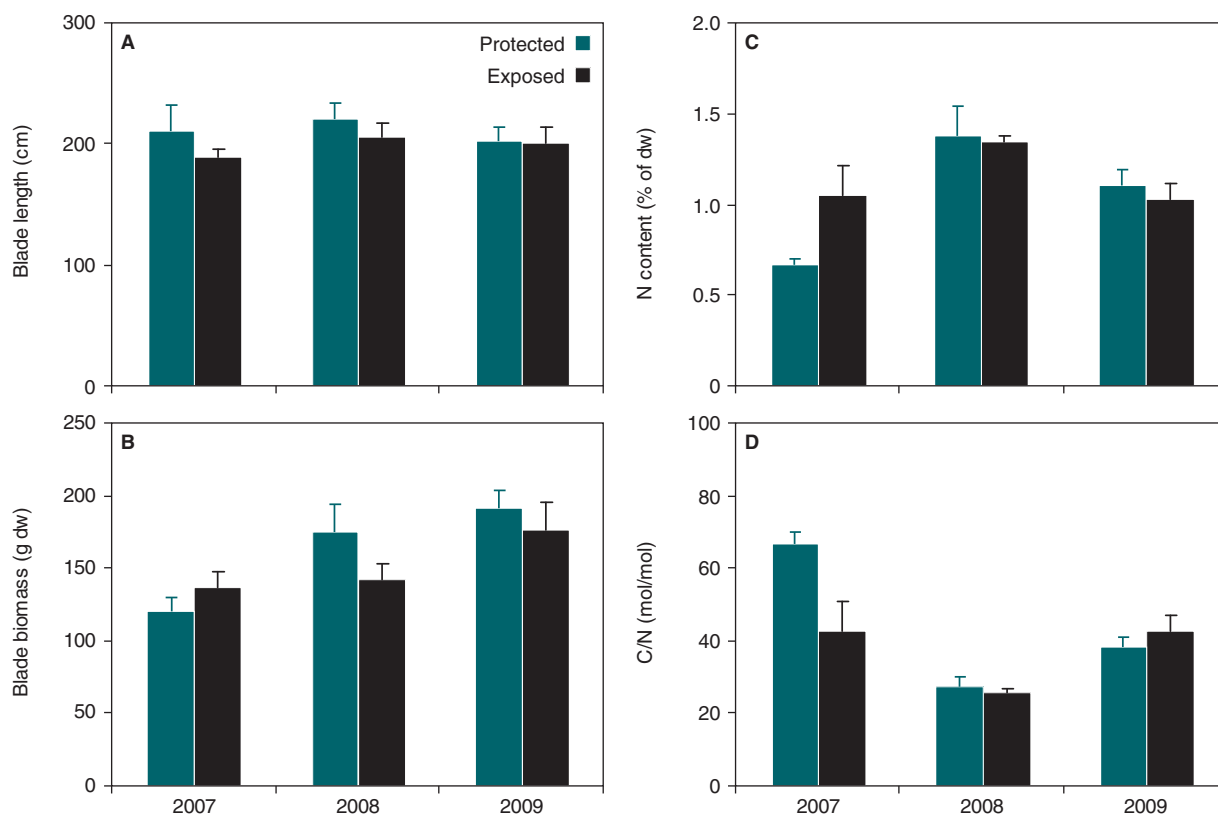 A
Protected
Exposed
Blade length (cm)
300
200
100
0
B
Blade biomass (g dw)
250
200
150
100
50
0
2007 2008 2009
C
N content (% of dw)
2.0
1.5
1.0
0.5
0
D
C/N (mol/mol)
100
80
60
40
20
0
2007 2008 2009